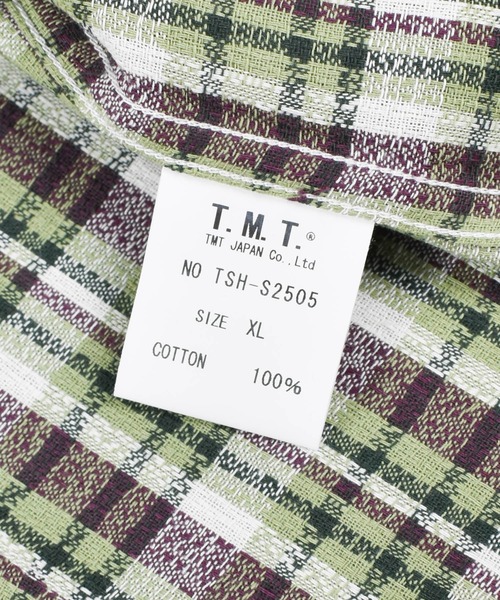 T.M.T.®
TMT JAPAN Co.,Ltd
NO TSH-S2505
SIZE XL
COTTON 100%